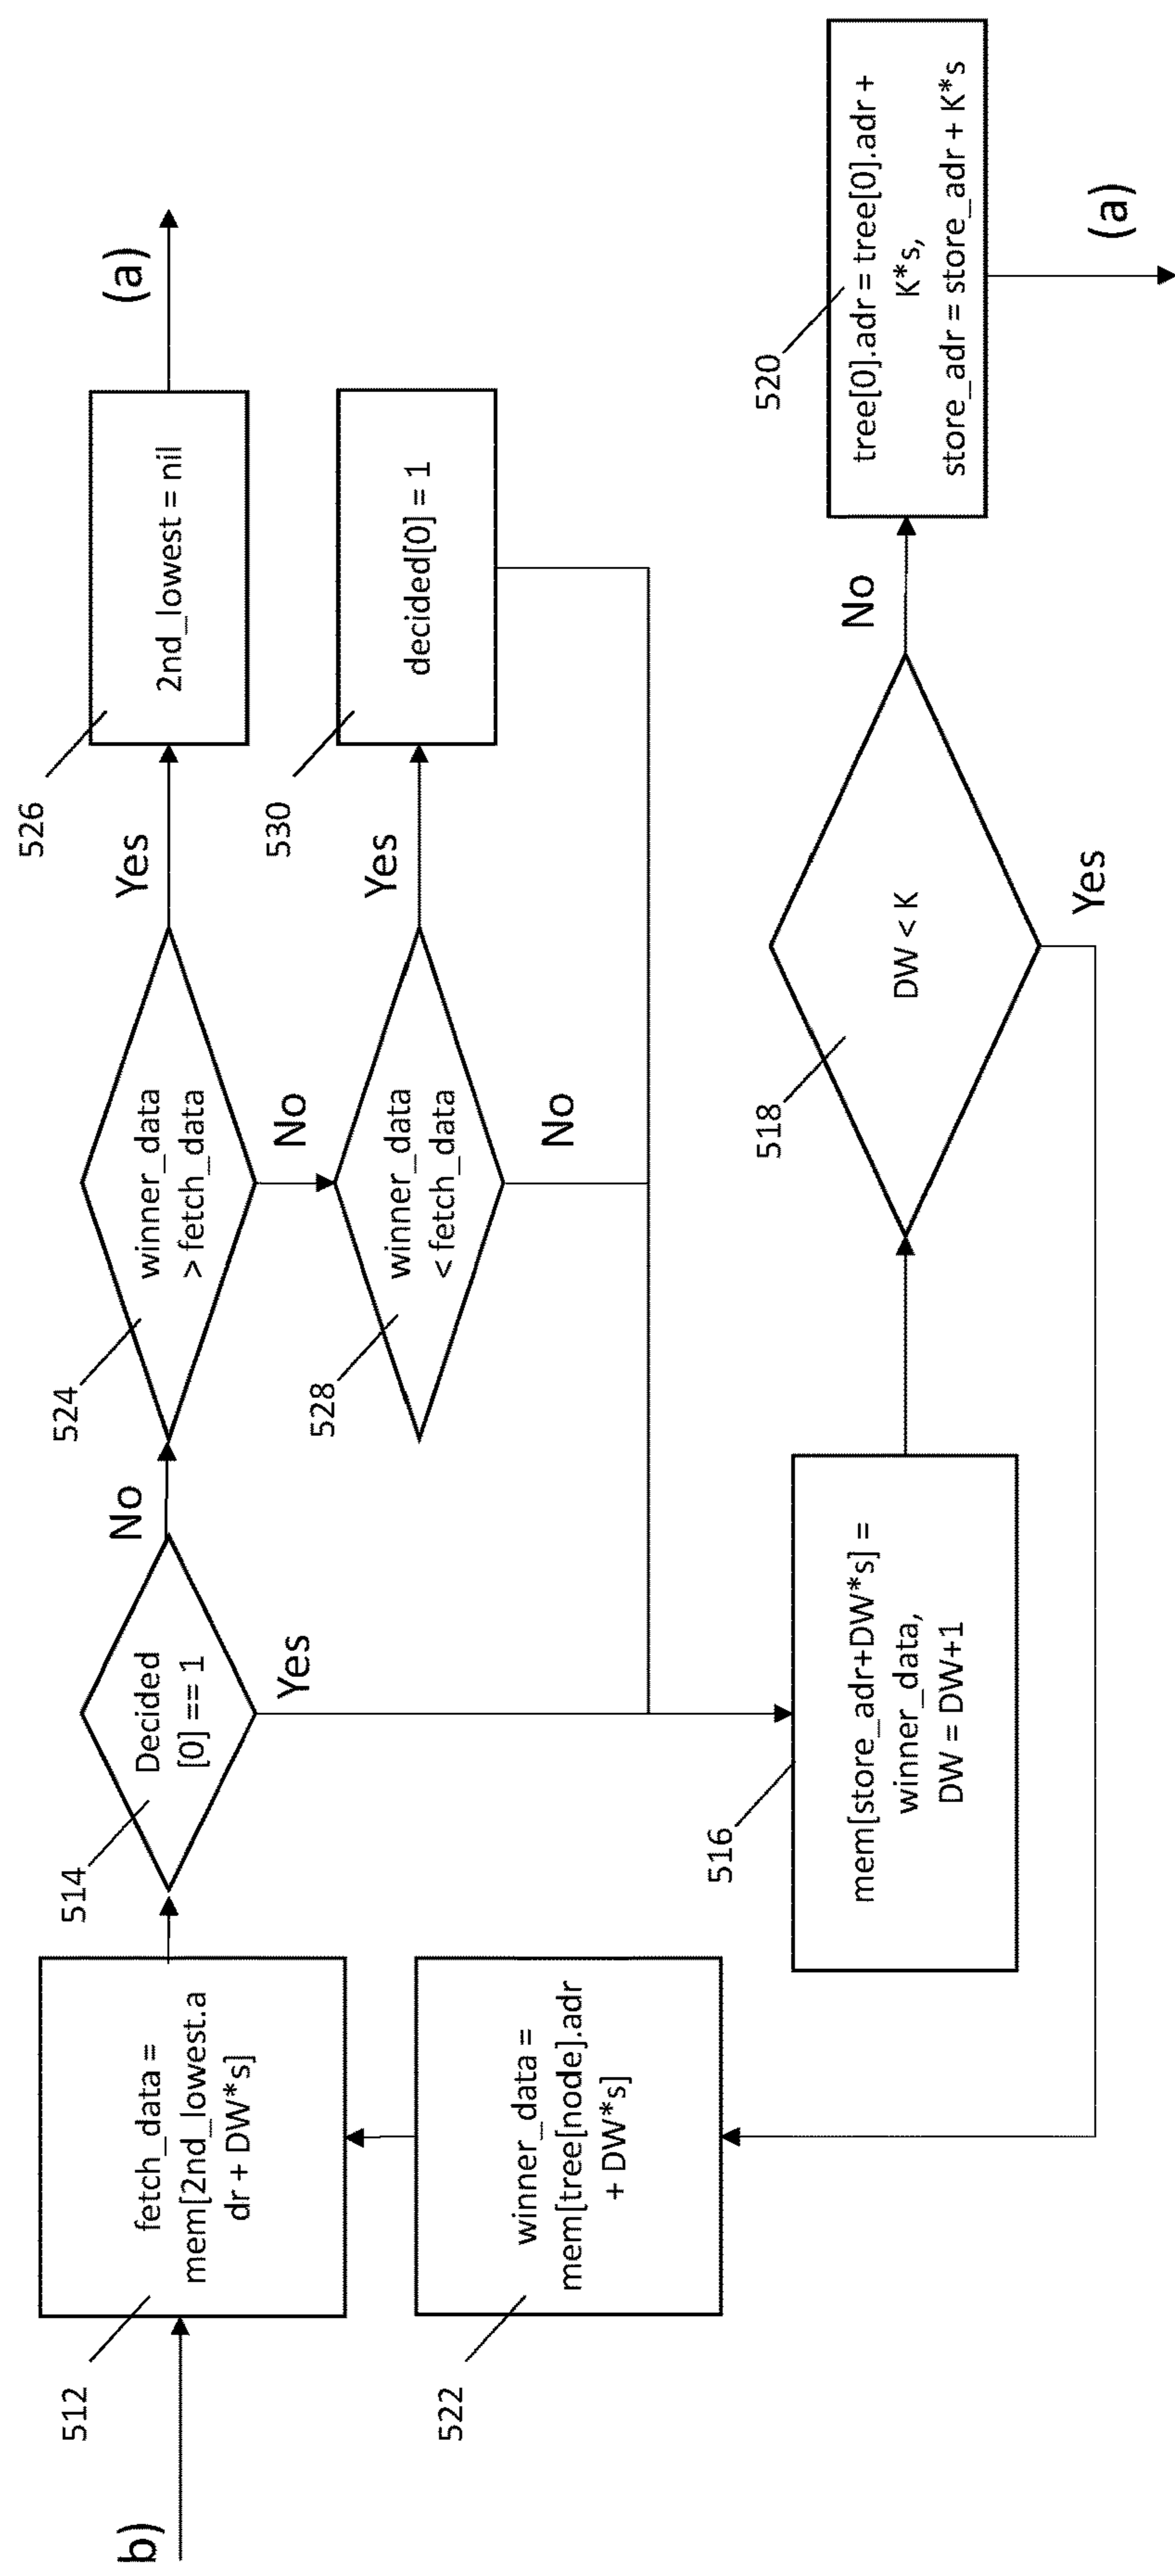 b)
512
fetch_data =
mem[2nd_lowest.a
dr + DW*s]
514
Decided
[0] == 1
No
Yes
524
winner_data
> fetch_data
Yes
No
526
2nd_lowest = nil
(a)
528
winner_data
< fetch_data
Yes
No
530
decided[0] = 1
522
winner_data =
mem[tree[node].adr
+ DW*s]
516
mem[store_adr+DW*s] =
winner_data,
DW = DW+1
518
DW < K
No
Yes
520
tree[0].adr = tree[0].adr +
K*s,
store_adr = store_adr + K*s
(a)